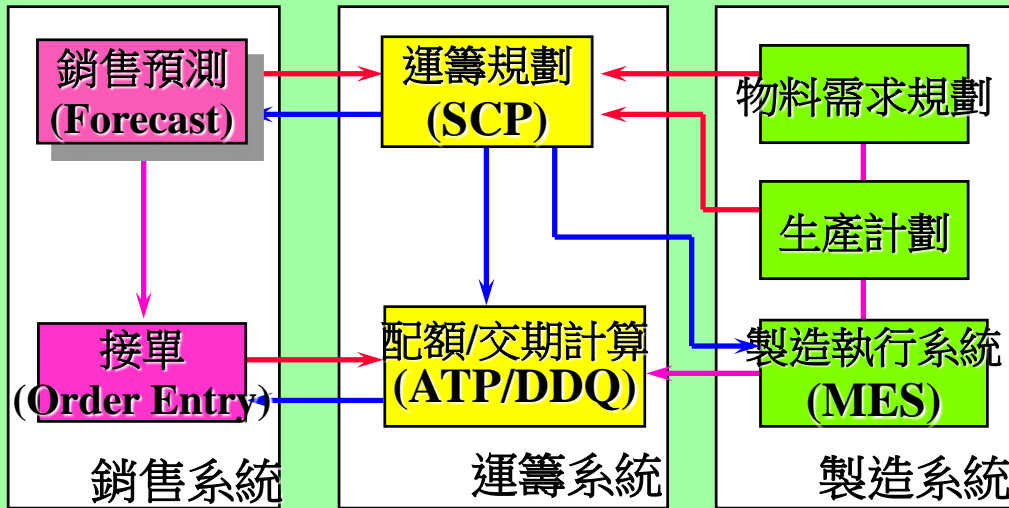 銷售預測
(Forecast)
接單
(Order Entry)
銷售系統
運籌規劃
(SCP)
配額/交期計算
(ATP/DDQ)
運籌系統
物料需求規劃
生產計劃
製造執行系統
(MES)
製造系統